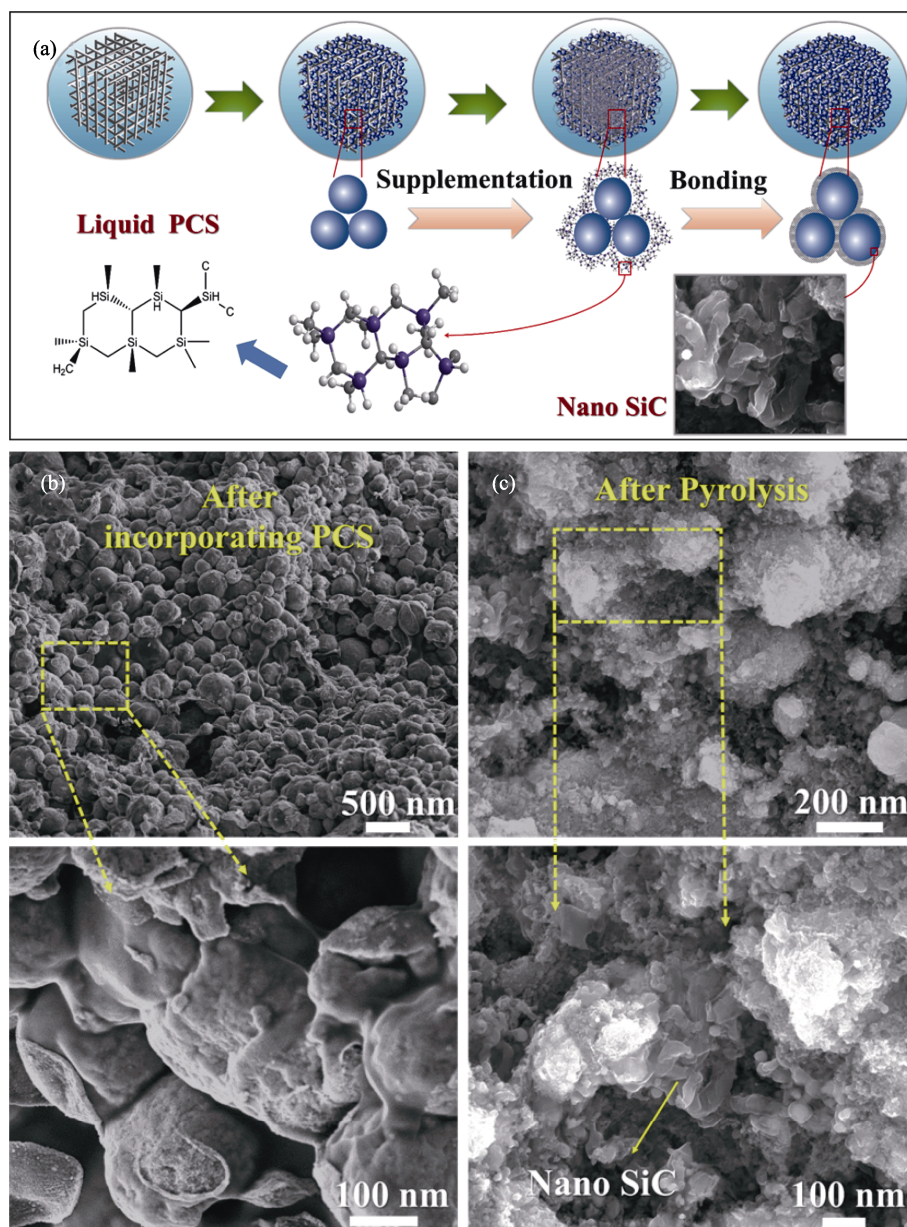 (a)
Supplementation
Bonding
Liquid PCS
HSi
Si
H
SiH
C
C
Si
Si
Si
H₂C
Nano SiC
(b)
After
incorporating PCS
500 nm
(c)
After Pyrolysis
200 nm
100 nm
Nano SiC
100 nm